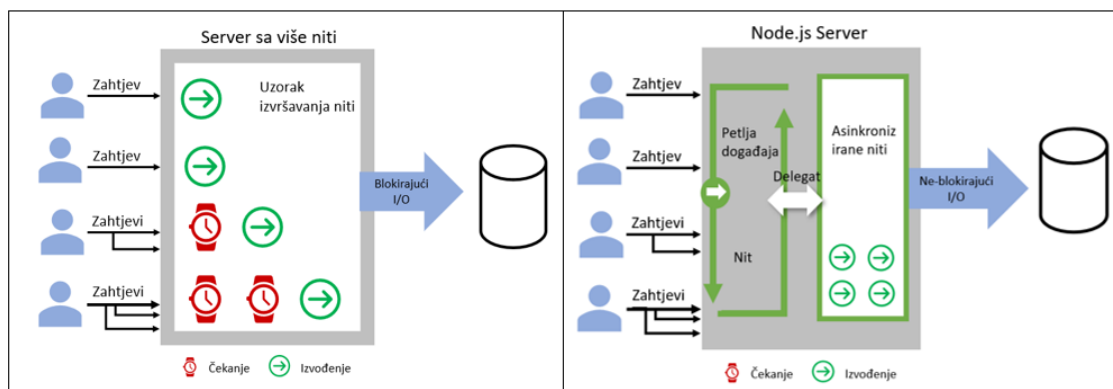 Server sa više niti
Zahtjev
Uzorak
izvršavanja niti
Zahtjev
Blokirajući
I/O
Zahtjevi
Zahtjevi
Čekanje
Izvođenje
Node.js Server
Zahtjev
Petlja
događaja
Asinkroniz
irane niti
Zahtjev
Delegat
Ne-blokirajući
I/O
Zahtjevi
Nit
Zahtjevi
Čekanje
Izvođenje